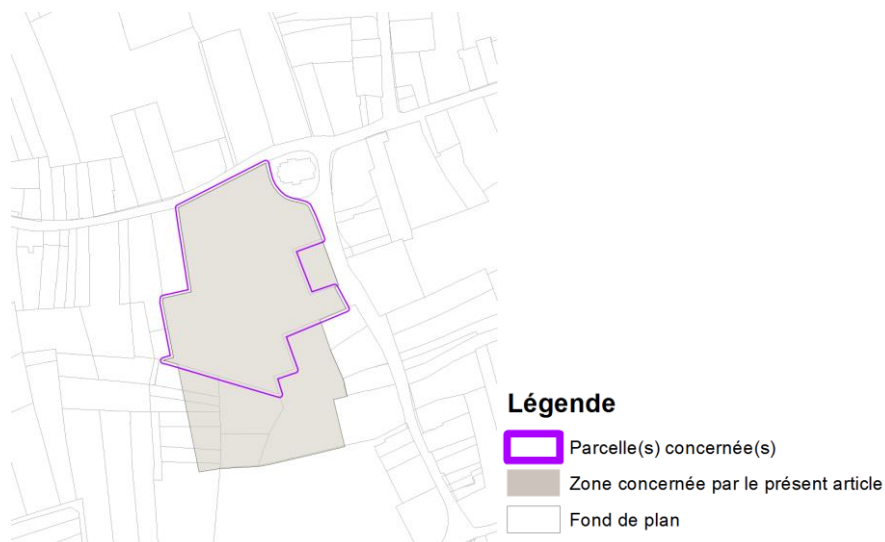 Légende
Parcelle(s) concernée(s)
Zone concernée par le présent article
Fond de plan